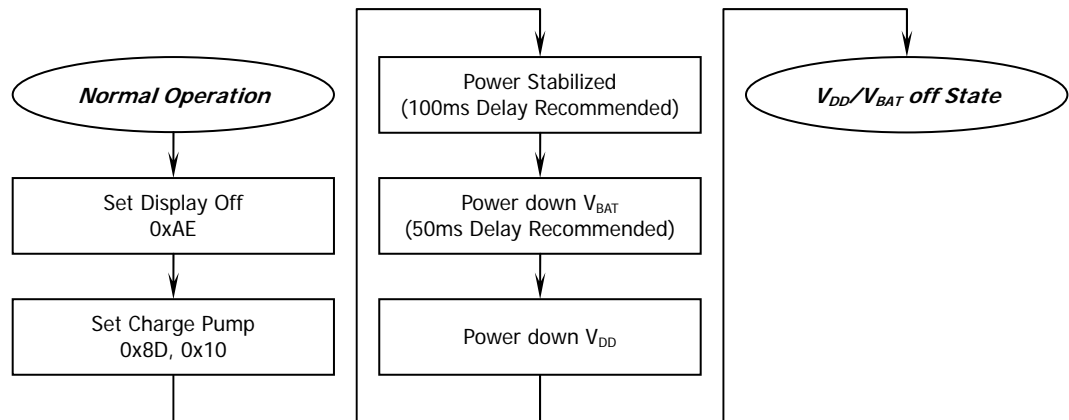 Normal Operation
Set Display Off
0xAE
Set Charge Pump
0x8D, 0x10
Power Stabilized
(100ms Delay Recommended)
Power down VBAT
(50ms Delay Recommended)
Power down VDD
VDD/VBAT off State